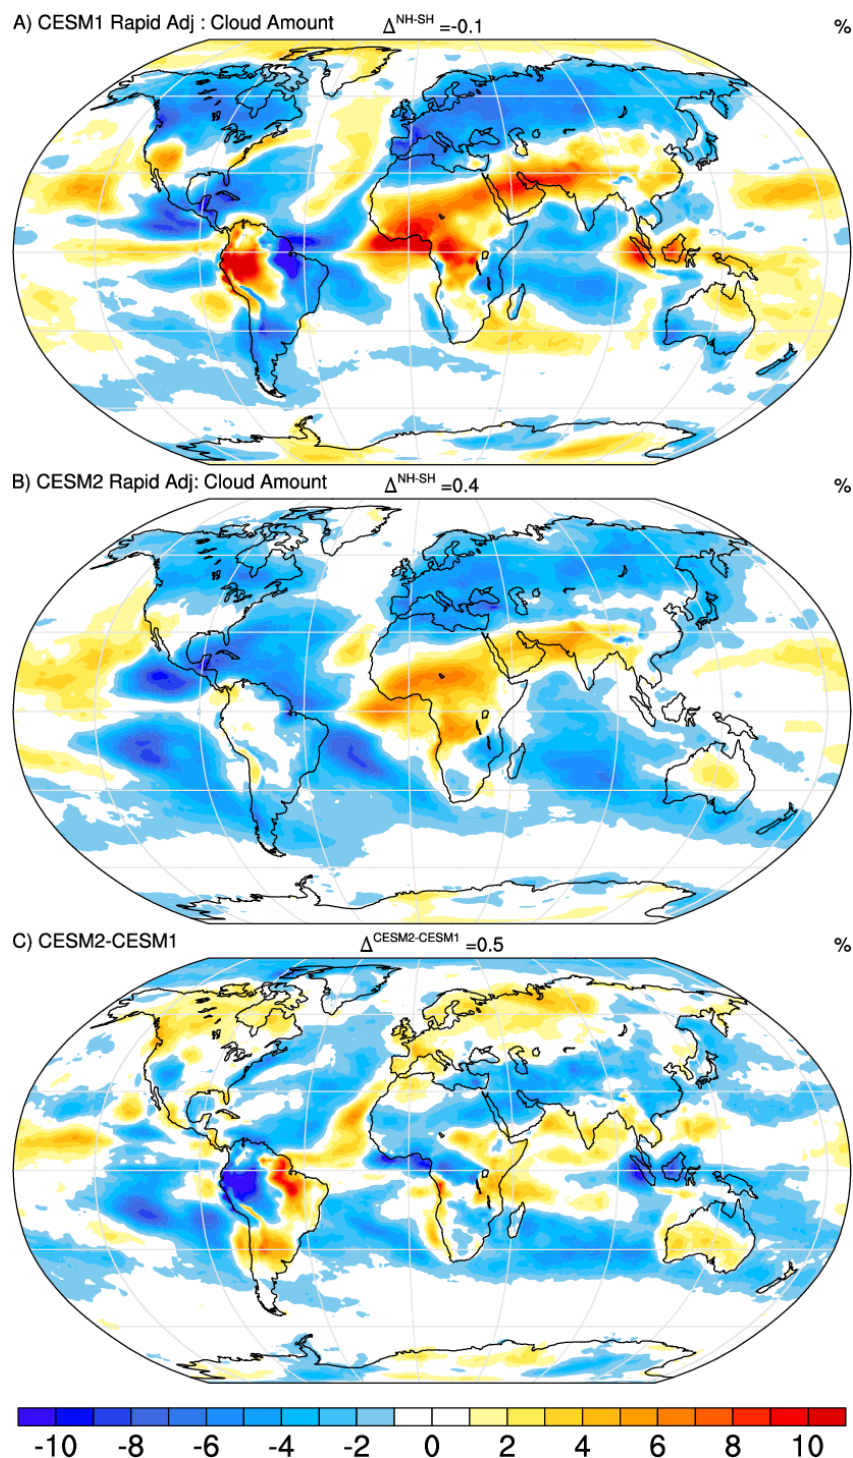 A) CESM1 Rapid Adj : Cloud Amount Δ^NH-SH =-0.1 %
B) CESM2 Rapid Adj: Cloud Amount Δ^NH-SH =0.4 %
C) CESM2-CESM1 Δ^CESM2-CESM1 =0.5 %
-10 -8 -6 -4 -2 0 2 4 6 8 10